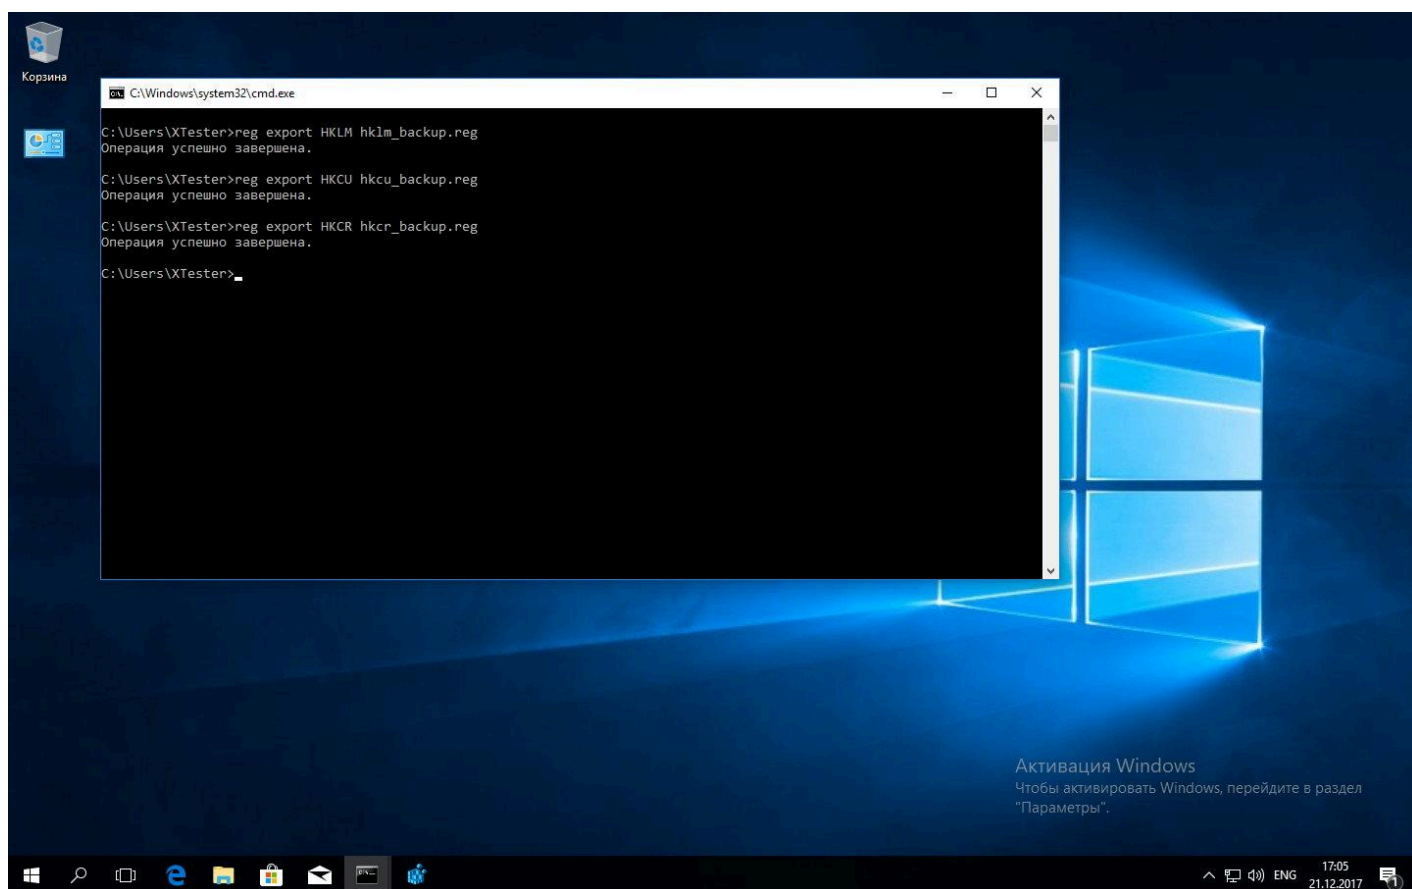 Корзина
C:\Windows\system32\cmd.exe
C:\Users\XTester>reg export HKLM hklm_backup.reg
Операция успешно завершена.
C:\Users\XTester>reg export HKCU hkcu_backup.reg
Операция успешно завершена.
C:\Users\XTester>reg export HKCR hkcr_backup.reg
Операция успешно завершена.
C:\Users\XTester>
Активация Windows
Чтобы активировать Windows, перейдите в раздел
"Параметры".
ENG
17:05
21.12.2017
1